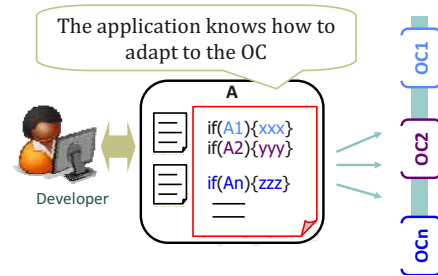 The application knows how to
adapt to the OC
A
if(A1){xxx}
if(A2){yyy}
if(An){zzz}
Developer
OC1
OC2
OCn